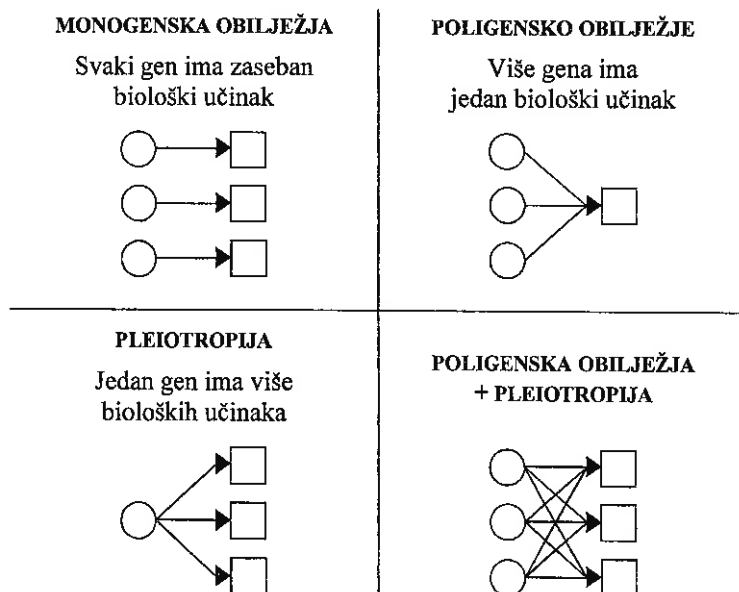 MONOGENSKA OBILJEŽJA
Svaki gen ima zaseban
biološki učinak
POLIGENSKO OBILJEŽJE
Više gena ima
jedan biološki učinak
PLEIOTROPIJA
Jedan gen ima više
bioloških učinaka
POLIGENSKA OBILJEŽJA
+ PLEIOTROPIJA